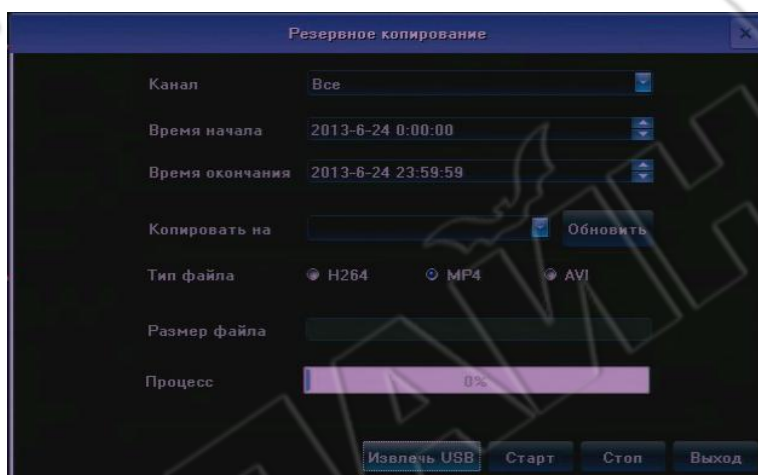 Резервное копирование
Канал Все
Время начала 2013-6-24 0:00:00
Время окончания 2013-6-24 23:59:59
Копировать на Обновить
Тип файла H264 MP4 AVI
Размер файла
Процесс 0%
Извлечь USB Старт Стоп Выход